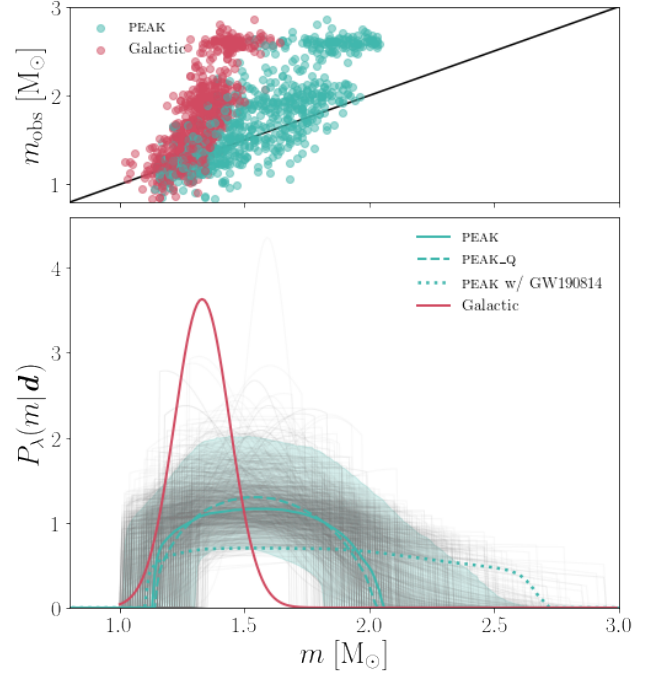 3
2
1
m_obs [M_⊙]
PEAK
Galactic
4
3
2
1
0
P_λ(m|d)
PEAK
PEAK_Q
PEAK w/ GW190814
Galactic
1.0 1.5 2.0 2.5 3.0
m [M_⊙]